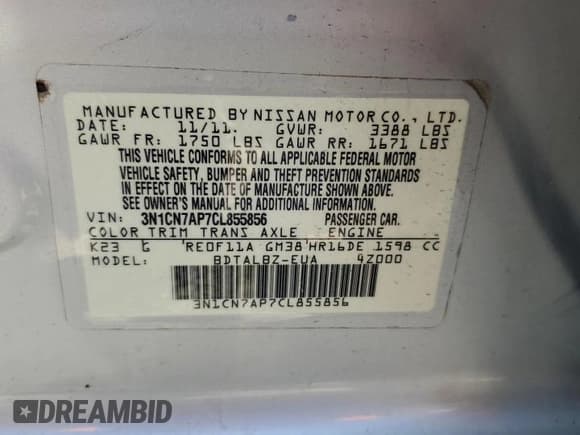 MANUFACTURED BY NISSAN MOTOR CO., LTD.
DATE: 11/11. GVWR: 3388 LBS
GAWR FR: 1750 LBS GAWR RR: 1671 LBS
THIS VEHICLE CONFORMS TO ALL APPLICABLE FEDERAL MOTOR
VEHICLE SAFETY, BUMPER AND THEFT PREVENTION STANDARDS
IN EFFECT ON THE DATE OF MANUFACTURE SHOWN ABOVE.
SEE OWNER'S MANUAL FOR ADDITIONAL INFORMATION.
VIN: 3N1CN7AP7CL855856 PASSENGER CAR.
COLOR TRIM TRANS AXLE ENGINE
K23 G 'RE0F11A GM38'HR16DE 1598 CC
MODEL: BDTALBZ-EUA 4Z000
3N1CN7AP7CL855856
DREAMBID